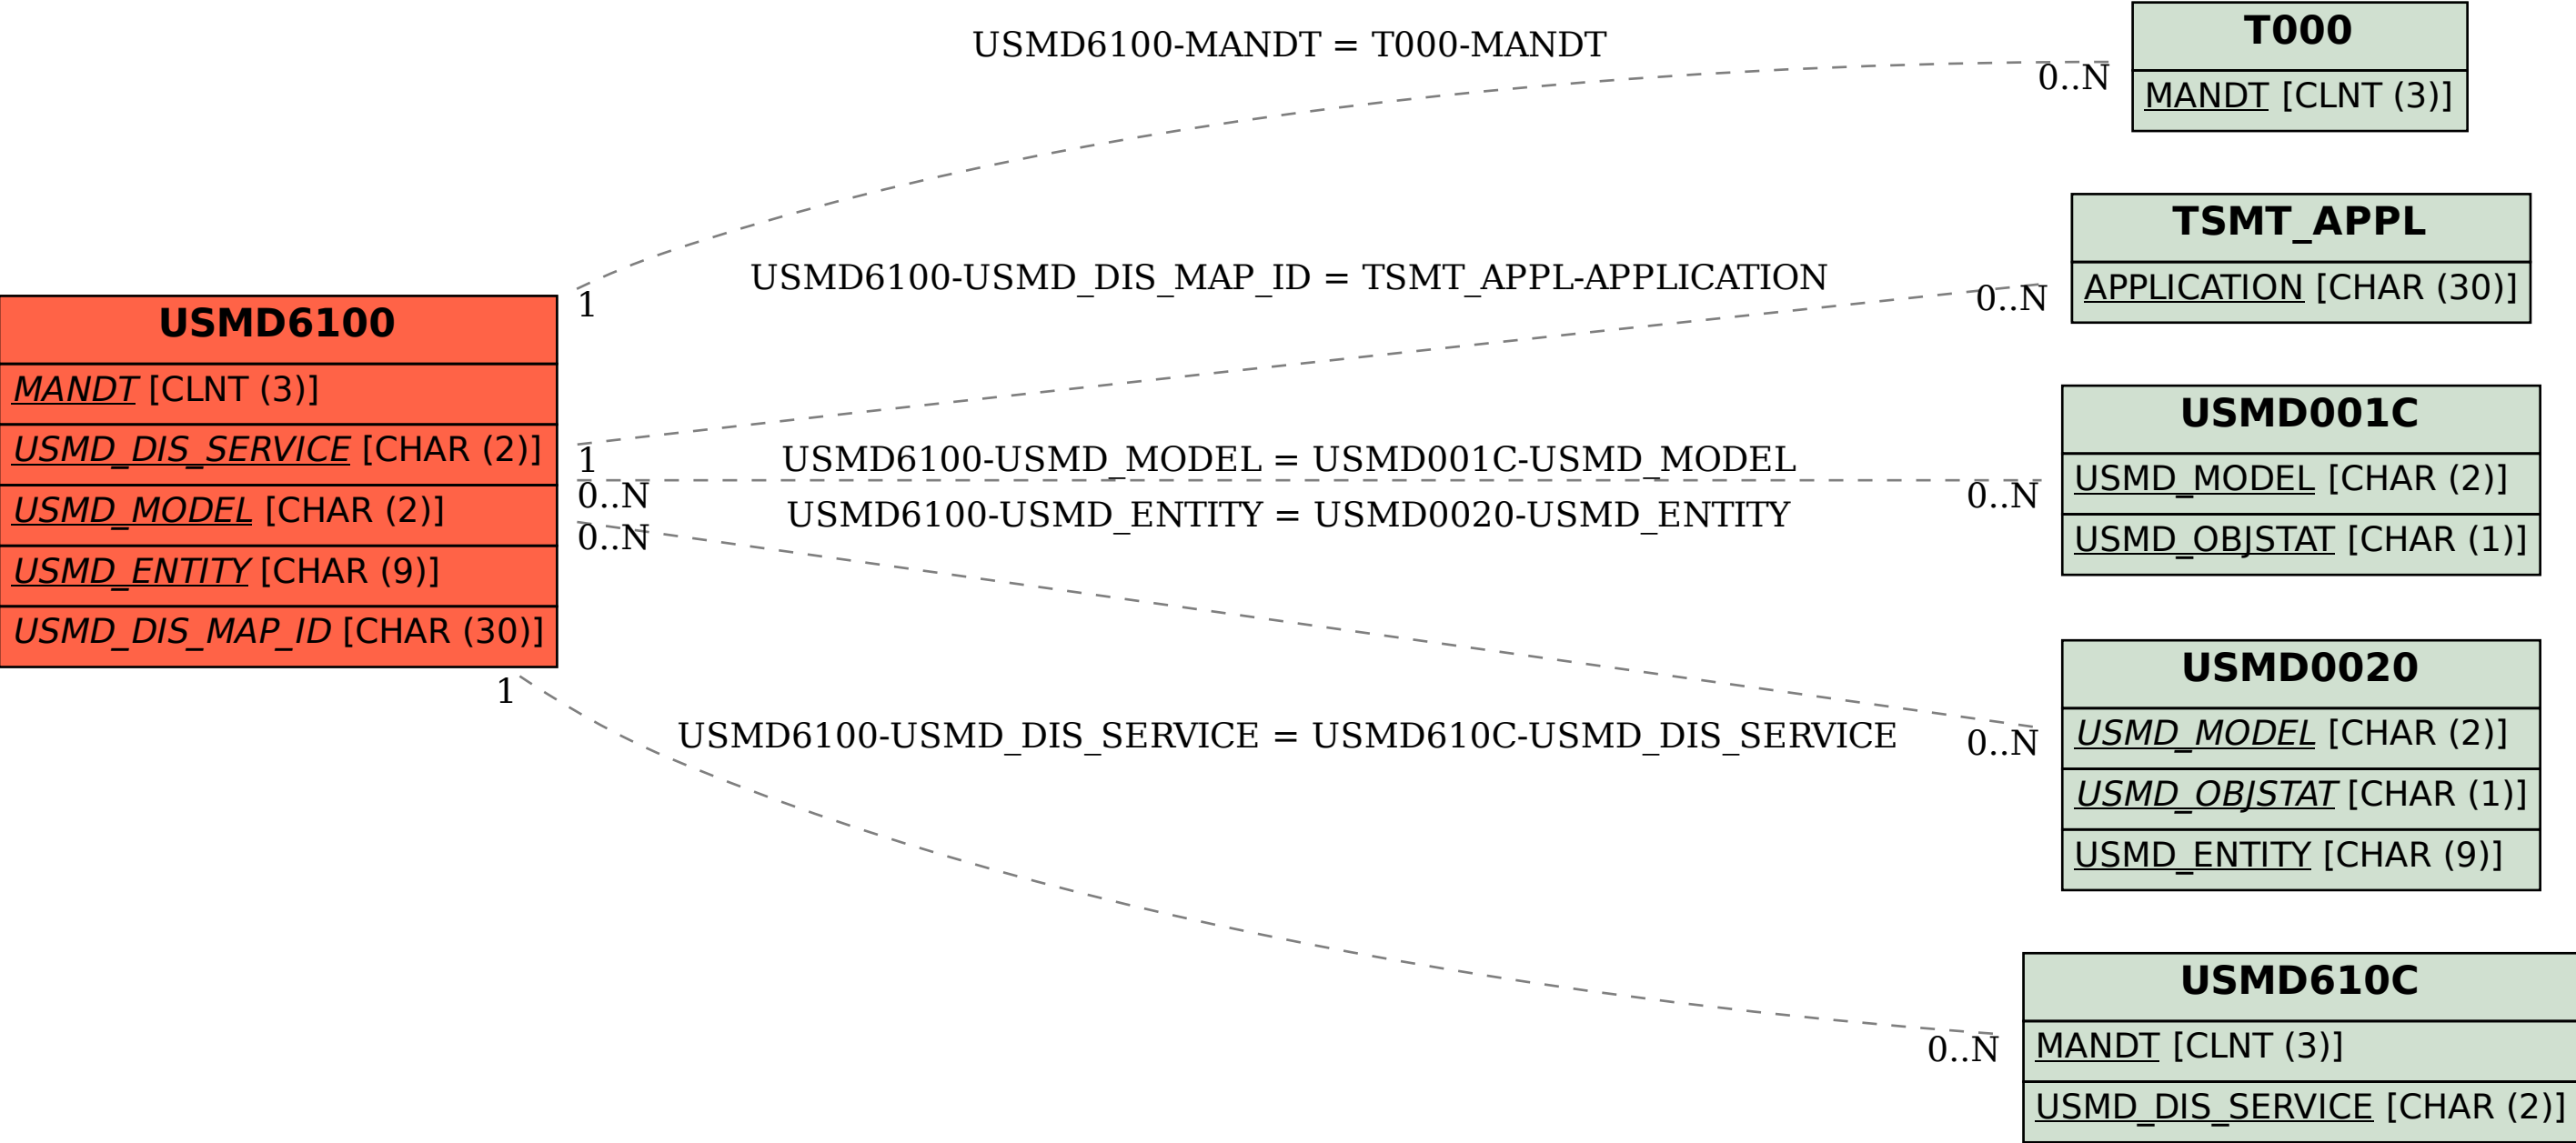 USMD6100
MANDT [CLNT (3)]
USMD_DIS_SERVICE [CHAR (2)]
USMD_MODEL [CHAR (2)]
USMD_ENTITY [CHAR (9)]
USMD_DIS_MAP_ID [CHAR (30)]
USMD6100-MANDT = T000-MANDT
1
0..N
USMD6100-USMD_DIS_MAP_ID = TSMT_APPL-APPLICATION
1
0..N
USMD6100-USMD_MODEL = USMD001C-USMD_MODEL
0..N
0..N
USMD6100-USMD_ENTITY = USMD0020-USMD_ENTITY
0..N
0..N
USMD6100-USMD_DIS_SERVICE = USMD610C-USMD_DIS_SERVICE
1
0..N
T000
MANDT [CLNT (3)]
TSMT_APPL
APPLICATION [CHAR (30)]
USMD001C
USMD_MODEL [CHAR (2)]
USMD_OBJSTAT [CHAR (1)]
USMD0020
USMD_MODEL [CHAR (2)]
USMD_OBJSTAT [CHAR (1)]
USMD_ENTITY [CHAR (9)]
USMD610C
MANDT [CLNT (3)]
USMD_DIS_SERVICE [CHAR (2)]